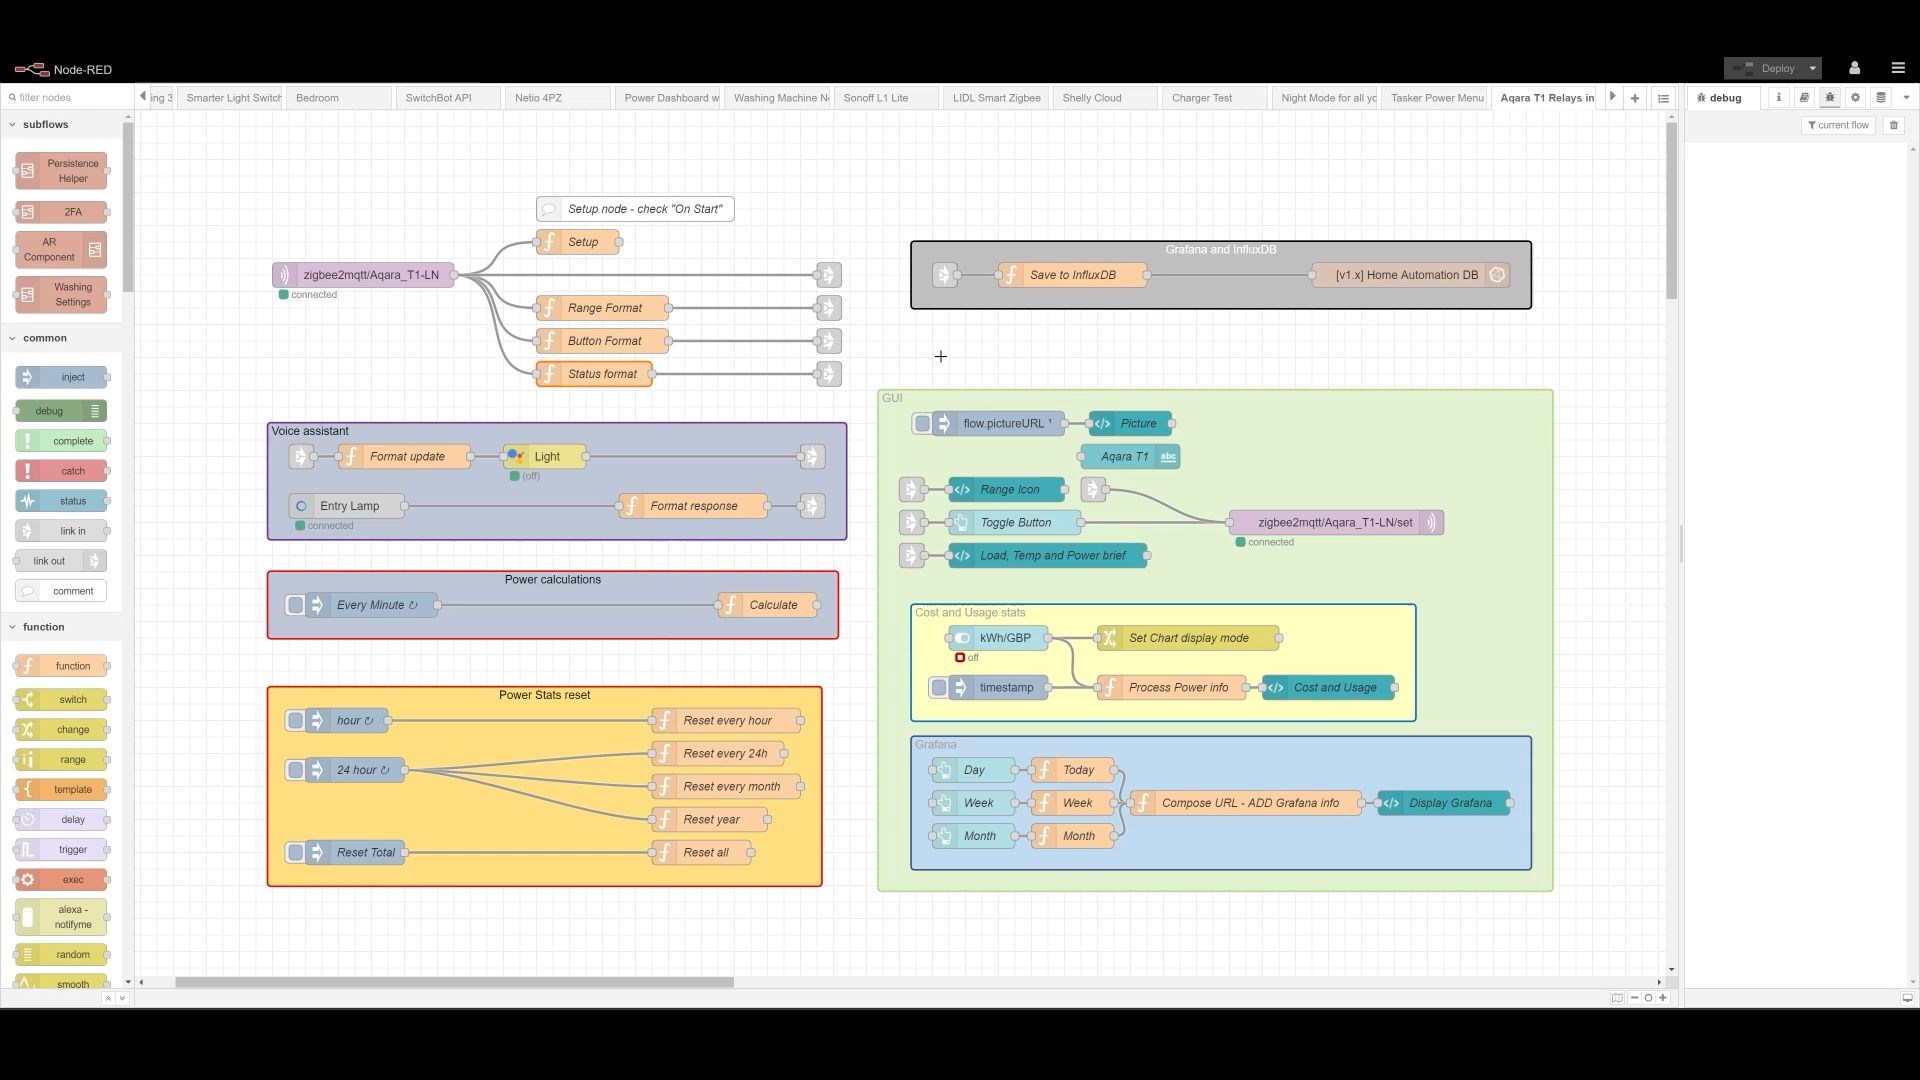 Node-RED
Deploy
filter nodes
ing 3
Smarter Light Switch
Bedroom
SwitchBot API
Netio 4PZ
Power Dashboard w
Washing Machine N
Sonoff L1 Lite
LIDL Smart Zigbee
Shelly Cloud
Charger Test
Night Mode for all yo
Tasker Power Menu
Aqara T1 Relays in
debug
current flow
subflows
Persistence
Helper
2FA
AR
Component
Washing
Settings
common
inject
debug
complete
catch
status
link in
link out
comment
function
function
switch
change
range
template
delay
trigger
exec
alexa -
notifyme
random
smooth
Setup node - check "On Start"
Setup
zigbee2mqtt/Aqara_T1-LN
connected
Range Format
Button Format
Status format
Voice assistant
Format update
Light
(off)
Entry Lamp
connected
Format response
Power calculations
Every Minute ↻
Calculate
Power Stats reset
hour ↻
Reset every hour
24 hour ↻
Reset every 24h
Reset every month
Reset year
Reset Total
Reset all
Grafana and InfluxDB
Save to InfluxDB
[v1.x] Home Automation DB
GUI
flow.pictureURL ¹
Picture
Aqara T1
abc
Range Icon
Toggle Button
zigbee2mqtt/Aqara_T1-LN/set
connected
Load, Temp and Power brief
Cost and Usage stats
kWh/GBP
off
Set Chart display mode
timestamp
Process Power info
Cost and Usage
Grafana
Day
Today
Week
Week
Compose URL - ADD Grafana info
Display Grafana
Month
Month